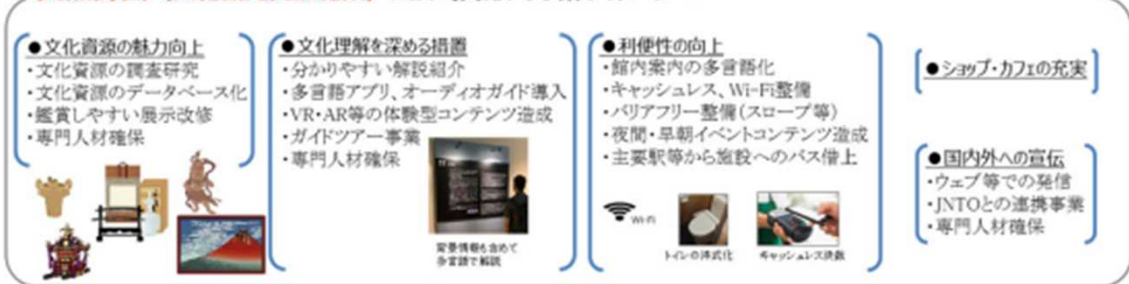 ●文化資源の魅力向上
・文化資源の調査研究
・文化資源のデータベース化
・鑑賞しやすい展示改修
・専門人材確保
●文化理解を深める措置
・分かりやすい解説紹介
・多言語アプリ、オーディオガイド導入
・VR・AR等の体験型コンテンツ造成
・ガイドツアー事業
・専門人材確保
背景情報も含めて
多言語で解説
●利便性の向上
・館内案内の多言語化
・キャッシュレス、Wi-Fi整備
・バリアフリー整備(スロープ等)
・夜間・早朝イベントコンテンツ造成
・主要駅等から施設へのバス借上
Wi-Fi
トイレの洋式化
キャッシュレス決裁
●ショップ・カフェの充実
●国内外への宣伝
・ウェブ等での発信
・JNTOとの連携事業
・専門人材確保